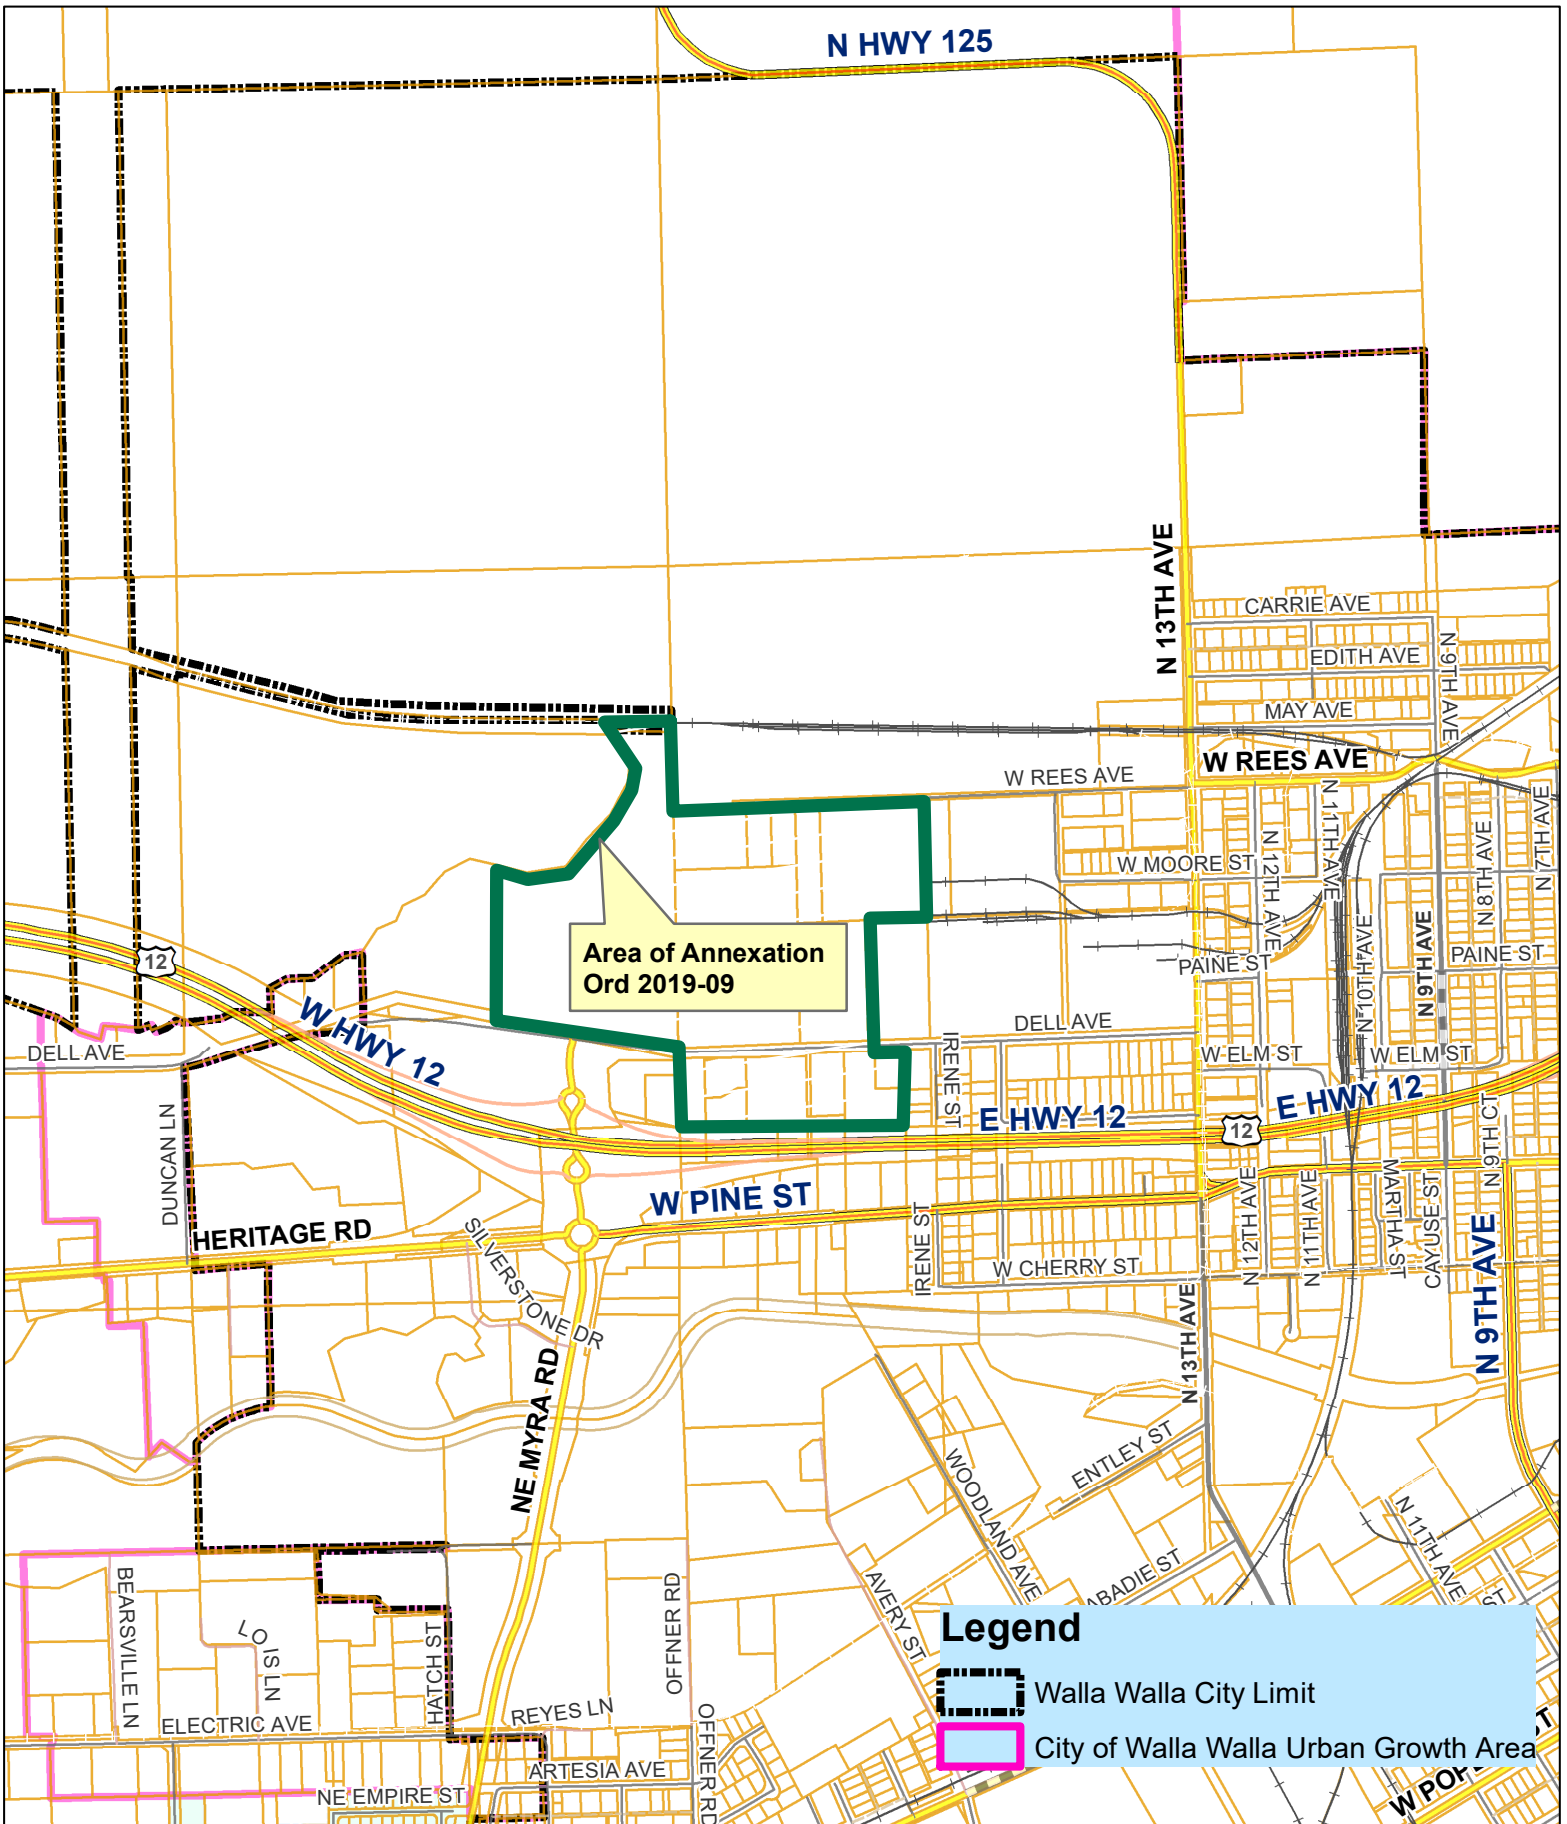 N HWY 125
N 13TH AVE
CARRIE AVE
EDITH AVE
N 9TH AVE
MAY AVE
W REES AVE
W REES AVE
N 11TH AVE
N 12TH AVE
N 8TH AVE
N 7TH AVE
W MOORE ST
Area of Annexation
Ord 2019-09
12
PAINE ST
N 10TH AVE
N 9TH AVE
PAINE ST
W HWY 12
DELL AVE
DELL AVE
IRENE ST
W ELM ST
W ELM ST
E HWY 12
12
E HWY 12
N 9TH CT
DUNCAN LN
HERITAGE RD
SILVERSTONE DR
W PINE ST
IRENE ST
W CHERRY ST
N 12TH AVE
N 11TH AVE
MARTHA ST
CAYUSE ST
N 9TH AVE
N 13TH AVE
NE MYRA RD
WOODLAND AVE
ENTLEY ST
N 11TH AVE
ABADIE ST
ST
AVERY ST
BEARSVILLE LN
LOIS LN
HATCH ST
OFFNER RD
ELECTRIC AVE
REYES LN
OFFNER RD
ARTESIA AVE
NE EMPIRE ST
Legend
Walla Walla City Limit
City of Walla Walla Urban Growth Area
W POP
ST